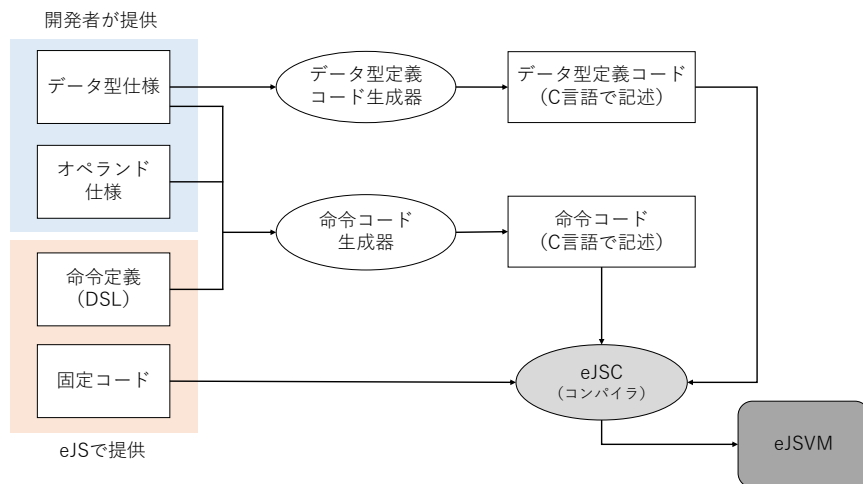 開発者が提供
データ型仕様
データ型定義
コード生成器
データ型定義コード
（C言語で記述）
オペランド
仕様
命令コード
生成器
命令コード
（C言語で記述）
命令定義
（DSL）
固定コード
eJSC
（コンパイラ）
eJSで提供
eJSVM